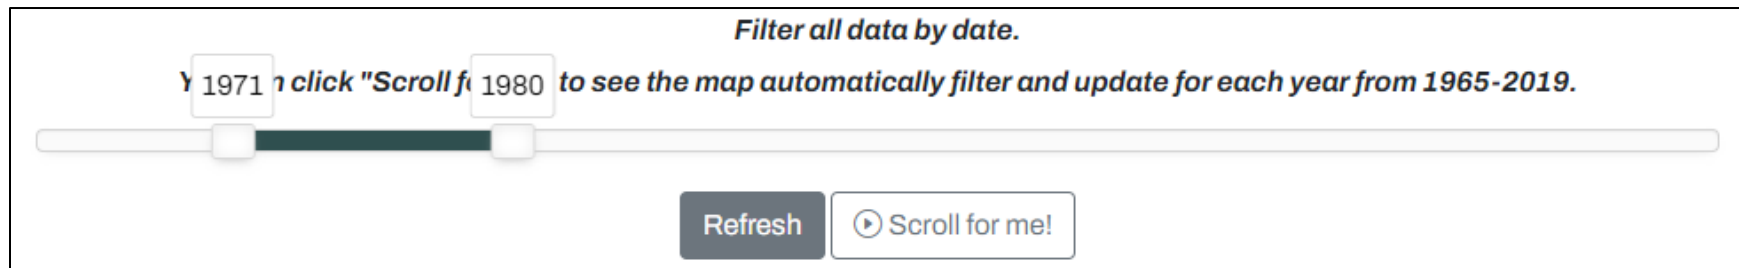 Filter all data by date.
Y 1971 n click "Scroll f 1980 to see the map automatically filter and update for each year from 1965-2019.
Refresh
Scroll for me!